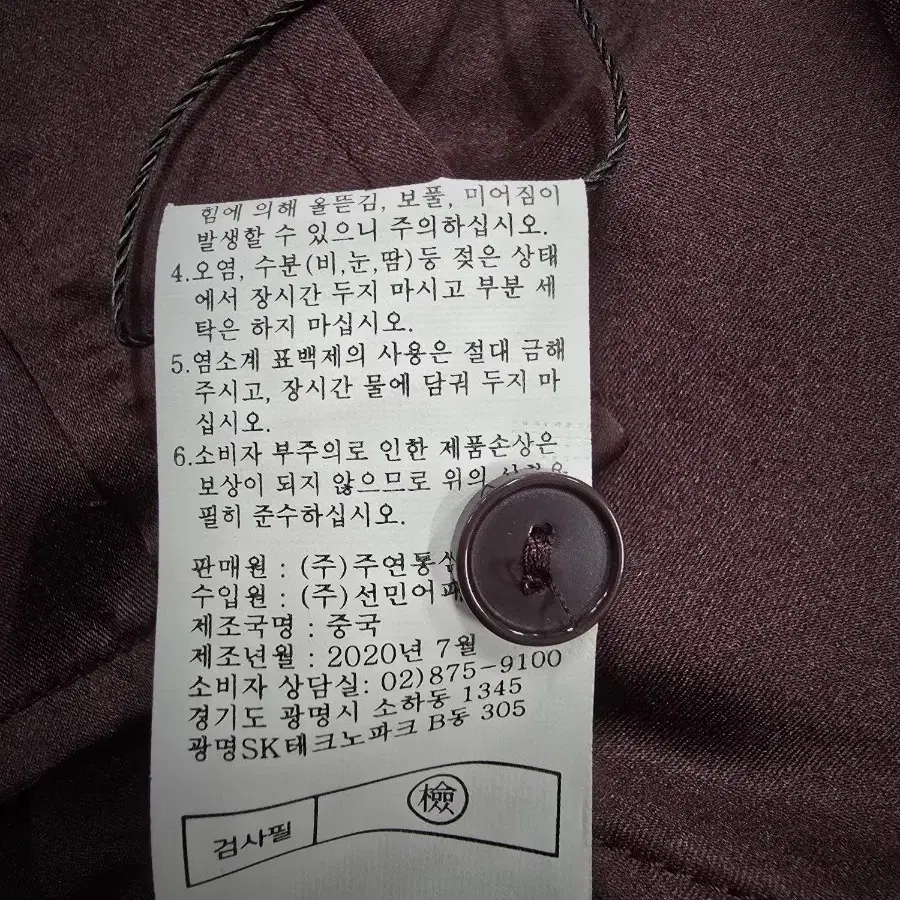 힘에 의해 올뜯김, 보풀, 미어짐이
발생할 수 있으니 주의하십시오.
4.오염, 수분(비,눈,땀)등 젖은 상태
에서 장시간 두지 마시고 부분 세
탁은 하지 마십시오.
5.염소계 표백제의 사용은 절대 금해
주시고, 장시간 물에 담궈 두지 마
십시오.
6.소비자 부주의로 인한 제품손상은
보상이 되지 않으므로 위의
필히 준수하십시오.
판매원 : (주)주연통
수입원 : (주)선민어
제조국명 : 중국
제조년월 : 2020년 7월
소비자 상담실: 02)875-9100
경기도 광명시 소하동 1345
광명SK테크노파크 B동 305
검사필 檢